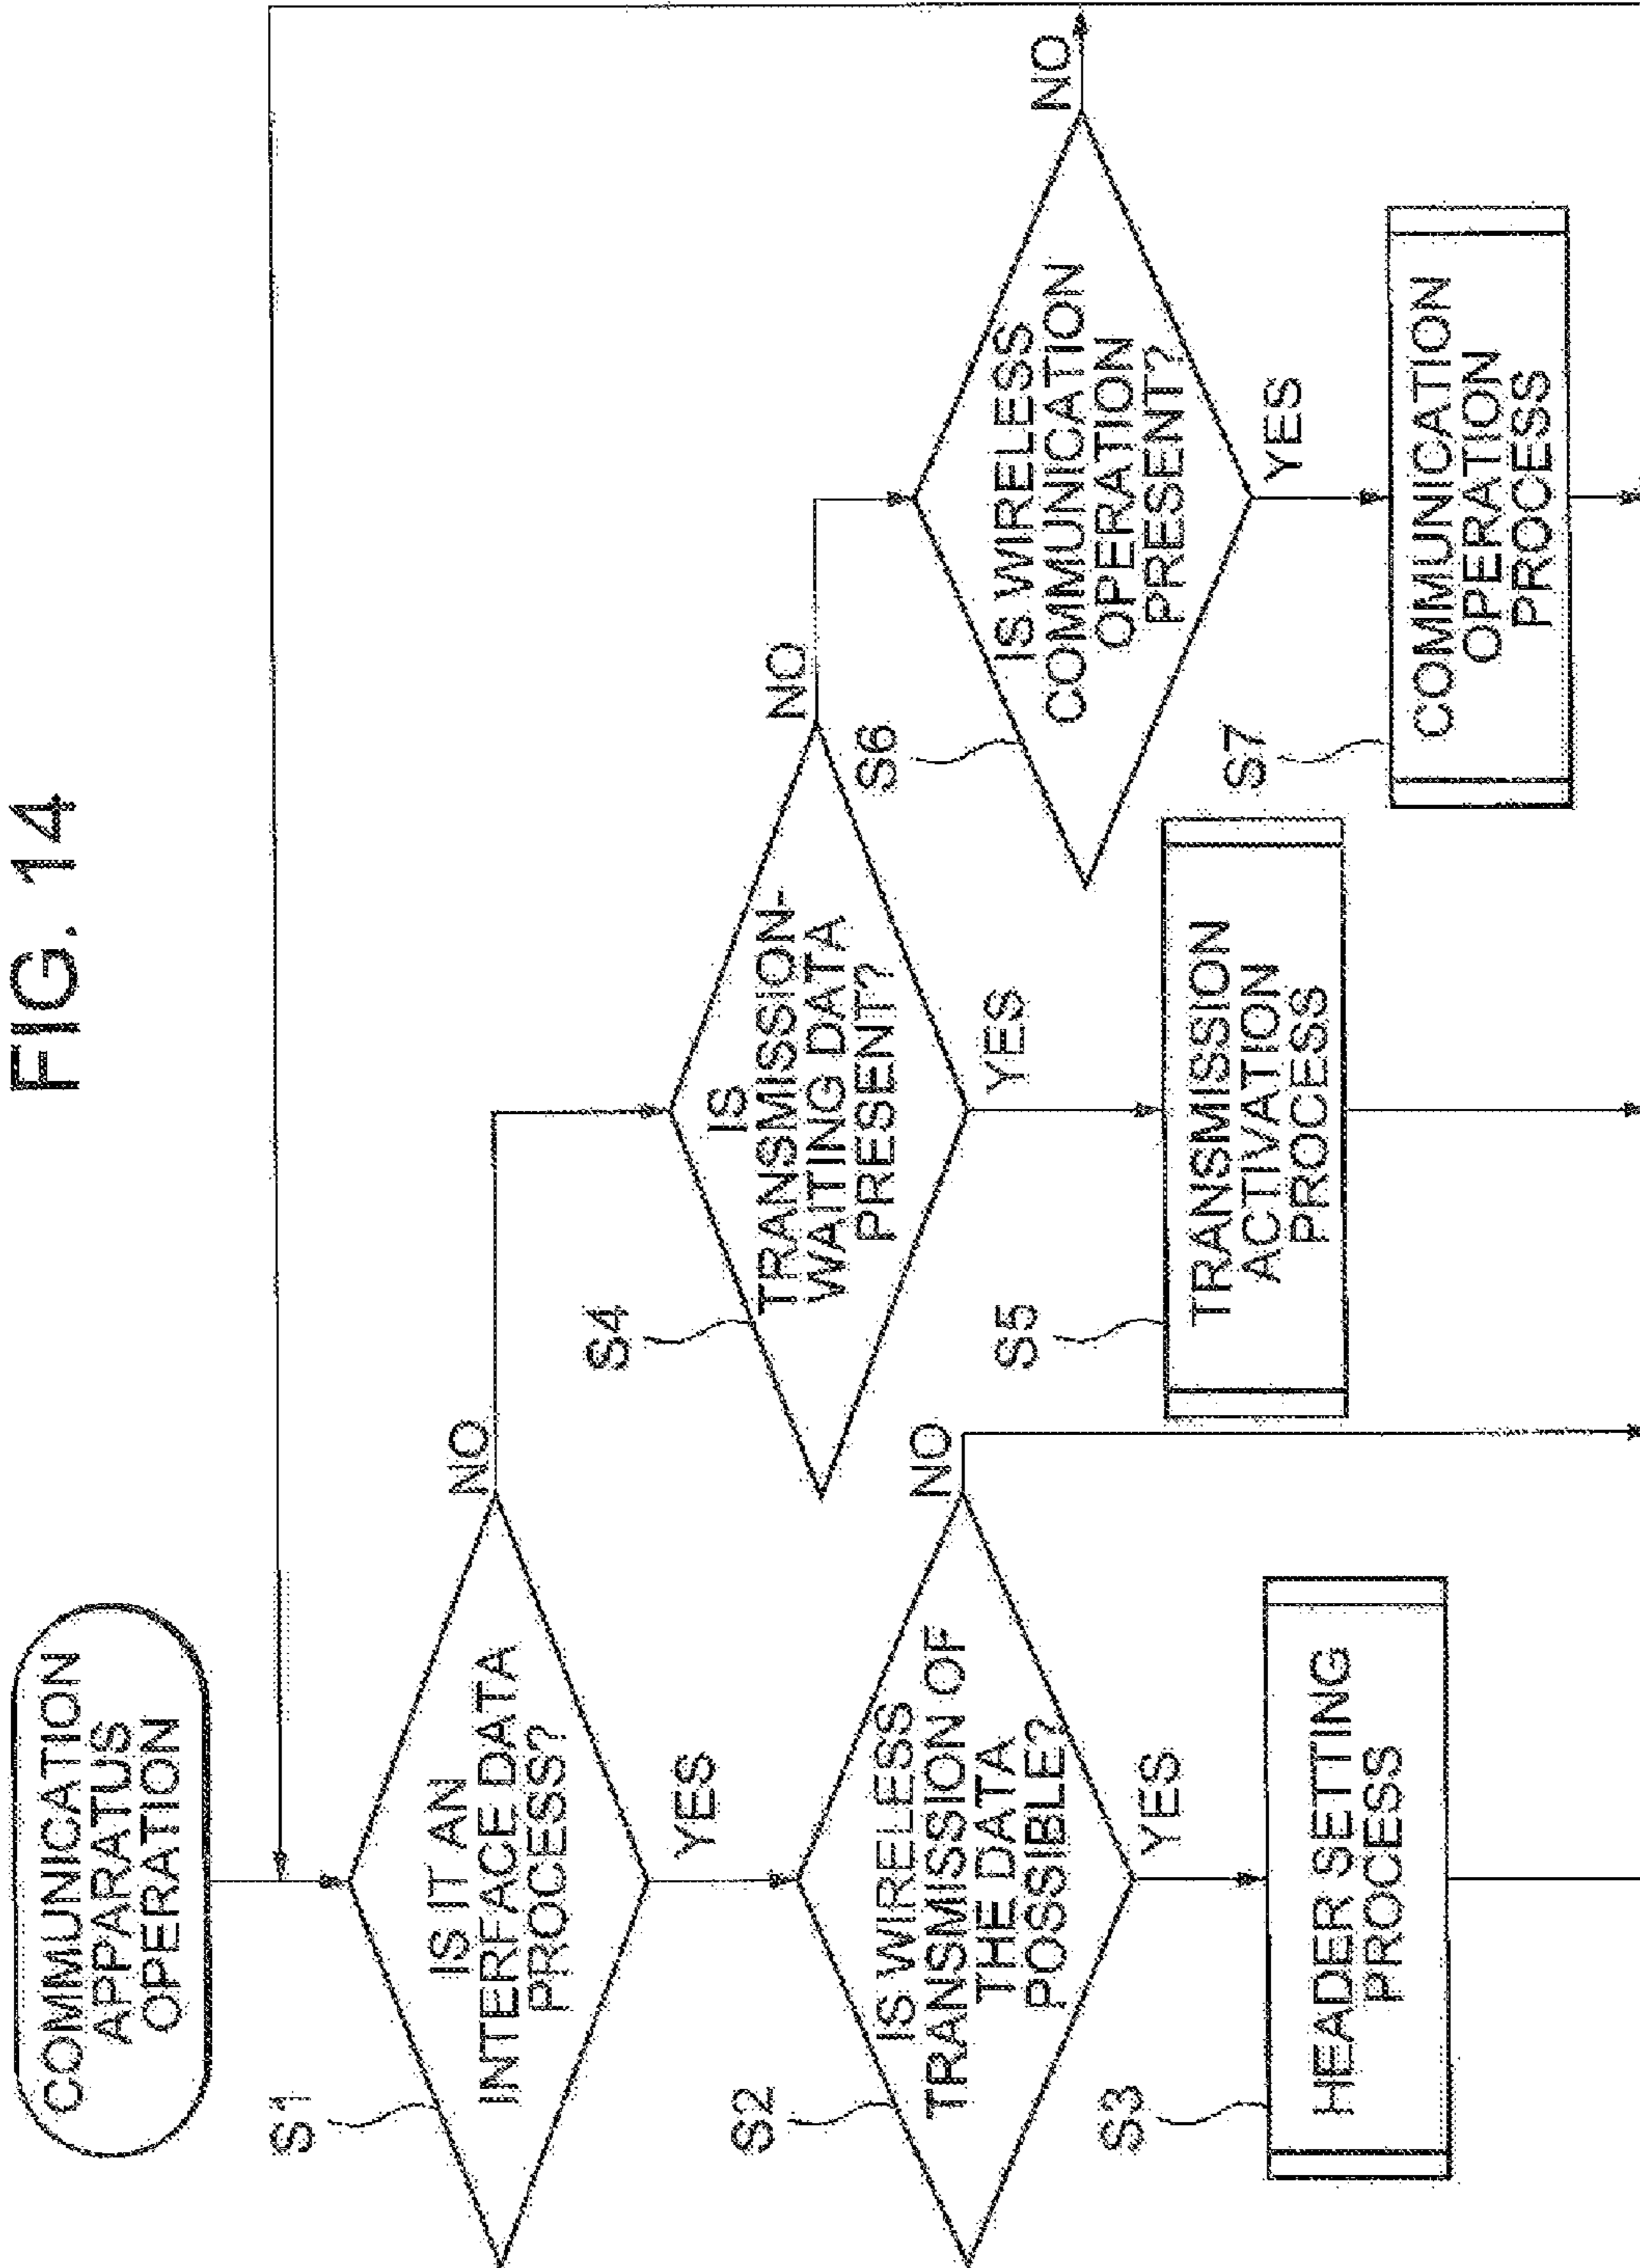 FIG. 14
COMMUNICATION
APPARATUS
OPERATION
S1
IS IT AN
INTERFACE DATA
PROCESS?
NO
YES
S2
IS WIRELESS
TRANSMISSION OF
THE DATA
POSSIBLE?
NO
YES
S3
HEADER SETTING
PROCESS
S4
IS
TRANSMISSION-
WAITING DATA
PRESENT?
NO
YES
S5
TRANSMISSION
ACTIVATION
PROCESS
S6
IS WIRELESS
COMMUNICATION
OPERATION
PRESENT?
NO
YES
S7
COMMUNICATION
OPERATION
PROCESS